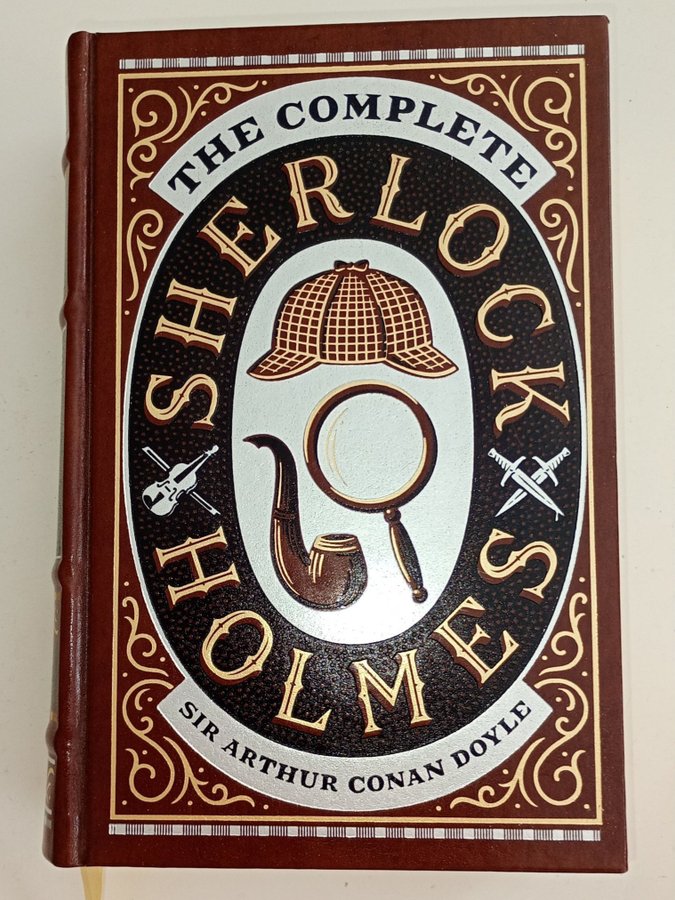 THE COMPLETE
SHERLOCK
HOLMES
SIR ARTHUR CONAN DOYLE